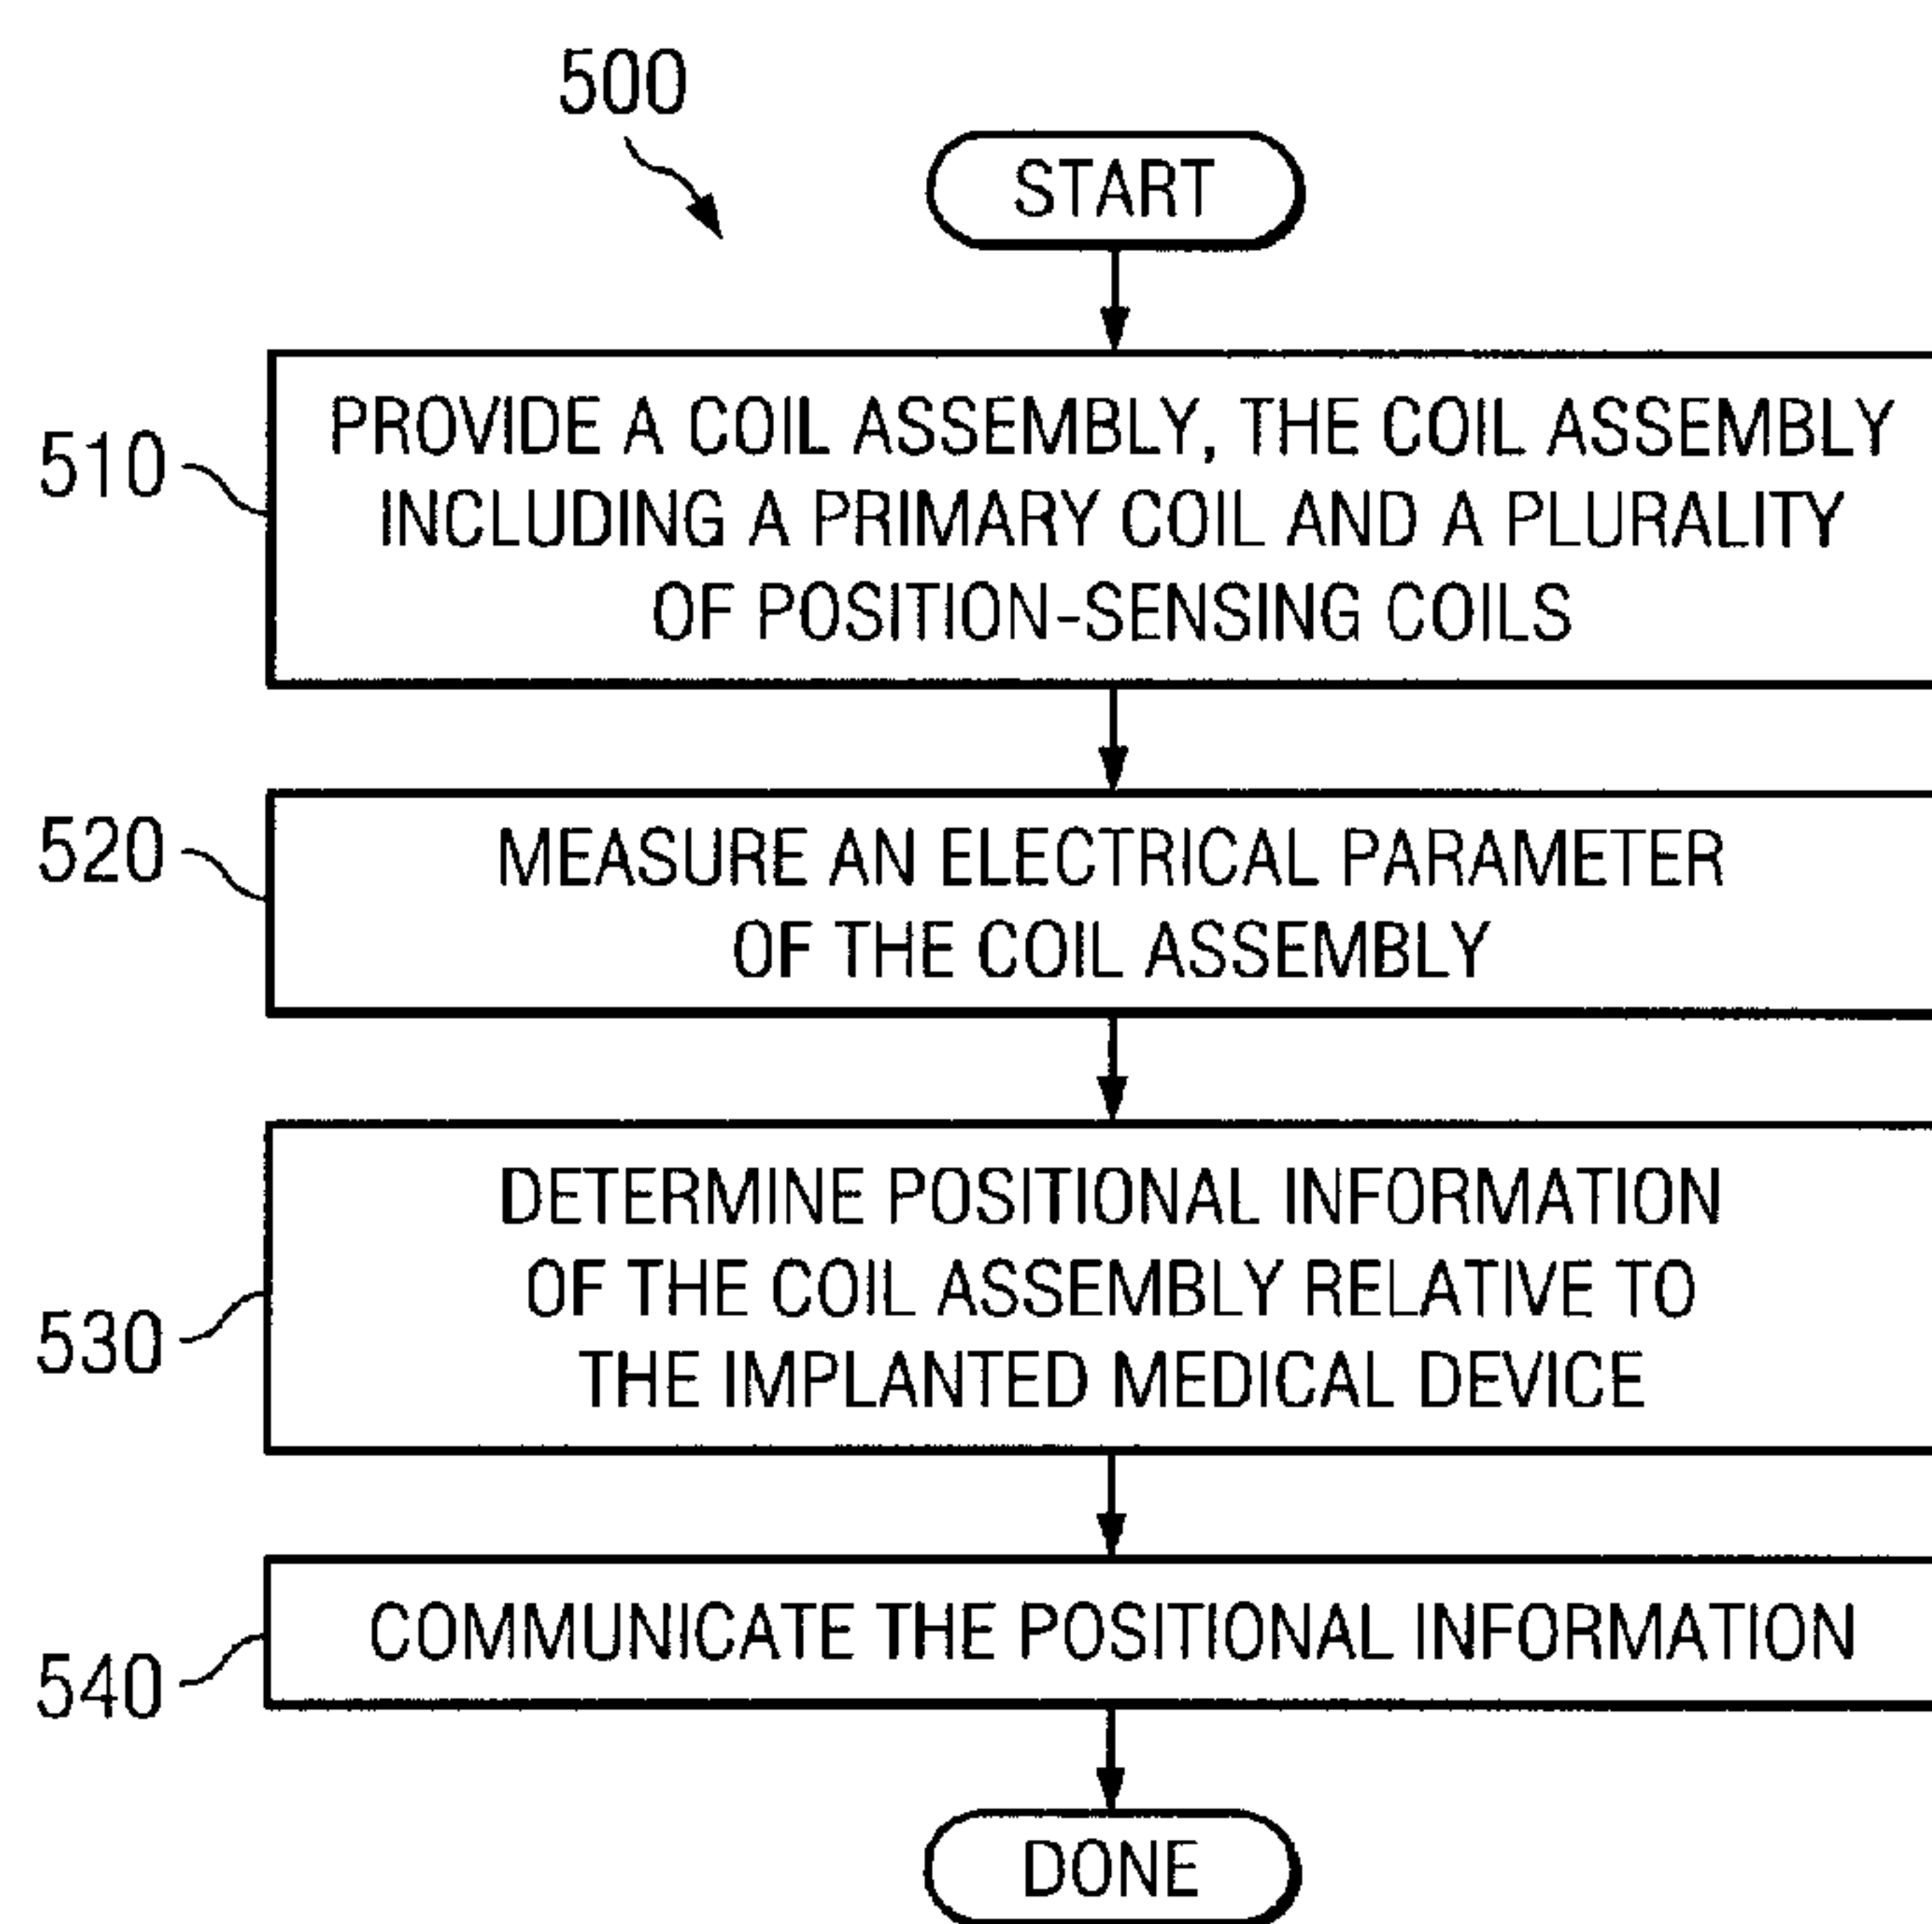 500
START
510
PROVIDE A COIL ASSEMBLY, THE COIL ASSEMBLY
INCLUDING A PRIMARY COIL AND A PLURALITY
OF POSITION-SENSING COILS
520
MEASURE AN ELECTRICAL PARAMETER
OF THE COIL ASSEMBLY
530
DETERMINE POSITIONAL INFORMATION
OF THE COIL ASSEMBLY RELATIVE TO
THE IMPLANTED MEDICAL DEVICE
540
COMMUNICATE THE POSITIONAL INFORMATION
DONE